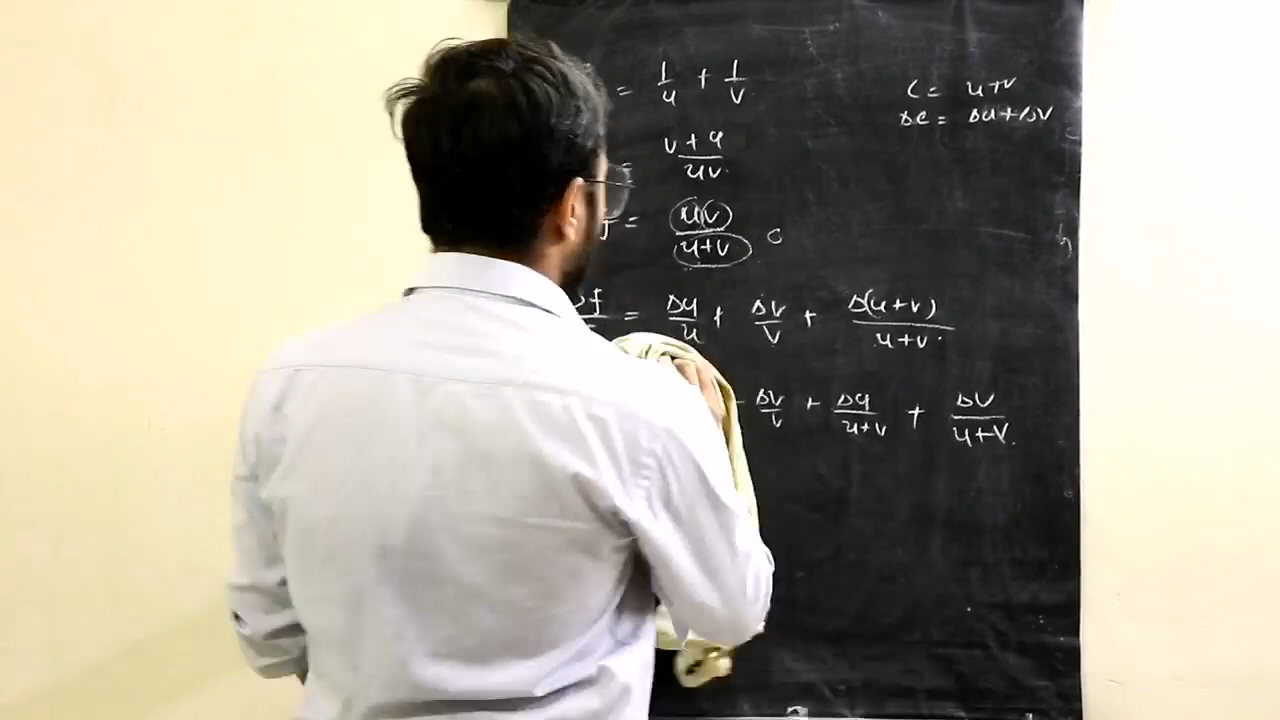 = 1/u + 1/v
= v+u/uv.
f = uv/u+v c
Δf = Δu/u + Δv/v + Δ(u+v)/u+v.
Δv/v + Δu/u+v + Δv/u+v.
c = u+v
Δc = Δu+Δv